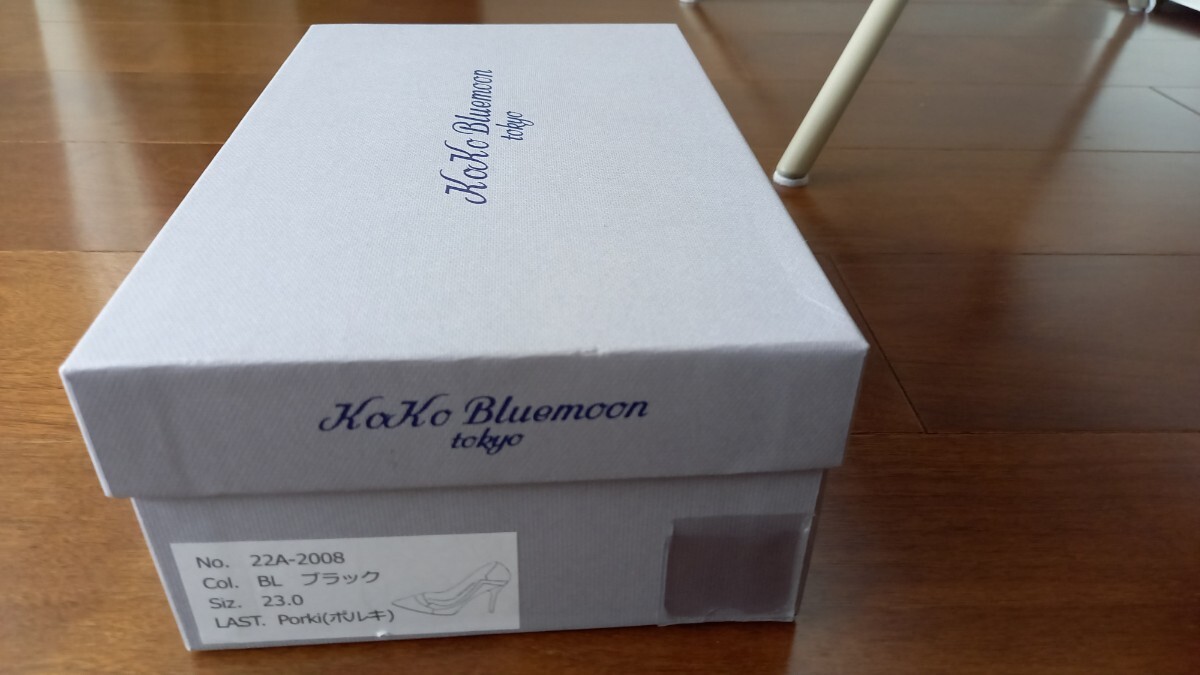 KaKo Bluemoon
tokyo
KaKo Bluemoon
tokyo
No. 22A-2008
Col. BL ブラック
Siz. 23.0
LAST. Porki(ポルキ)